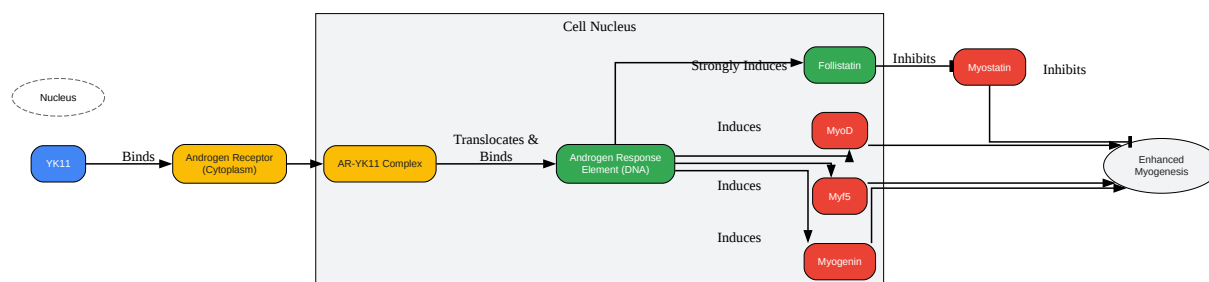 Cell Nucleus
Strongly Induces
Follistatin
Inhibits
Myostatin
Inhibits
Nucleus
Induces
MyoD
YK11
Binds
Androgen Receptor
(Cytoplasm)
AR-YK11 Complex
Translocates &
Binds
Androgen Response
Element (DNA)
Enhanced
Myogenesis
Induces
Myf5
Induces
Myogenin